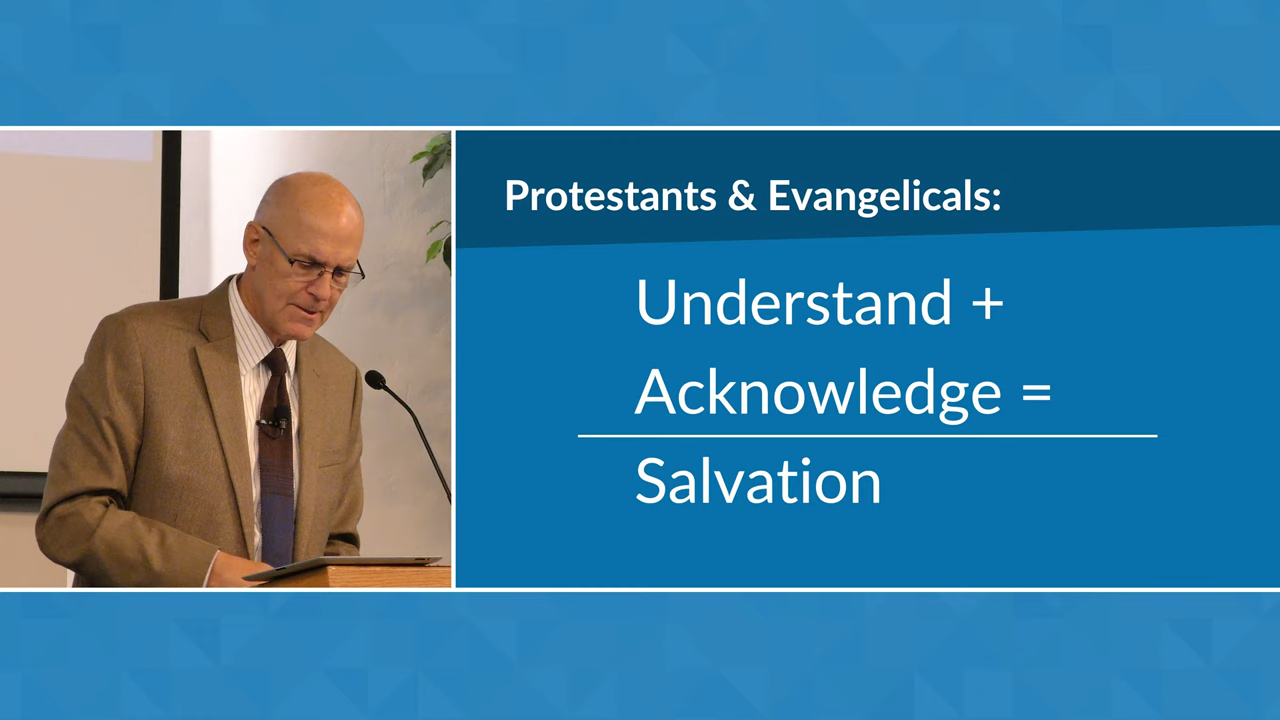 Protestants & Evangelicals:
Understand +
Acknowledge =
Salvation